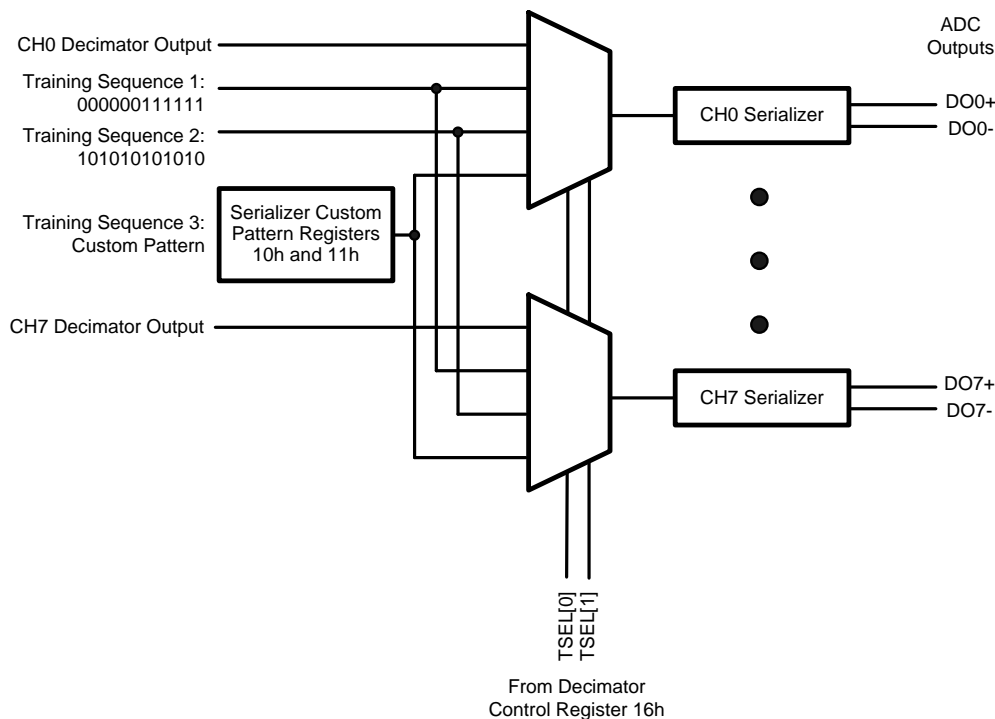 CH0 Decimator Output
Training Sequence 1:
000000111111
Training Sequence 2:
101010101010
Training Sequence 3:
Custom Pattern
Serializer Custom
Pattern Registers
10h and 11h
CH7 Decimator Output
CH0 Serializer
CH7 Serializer
ADC
Outputs
DO0+
DO0-
DO7+
DO7-
TSEL[0]
TSEL[1]
From Decimator
Control Register 16h